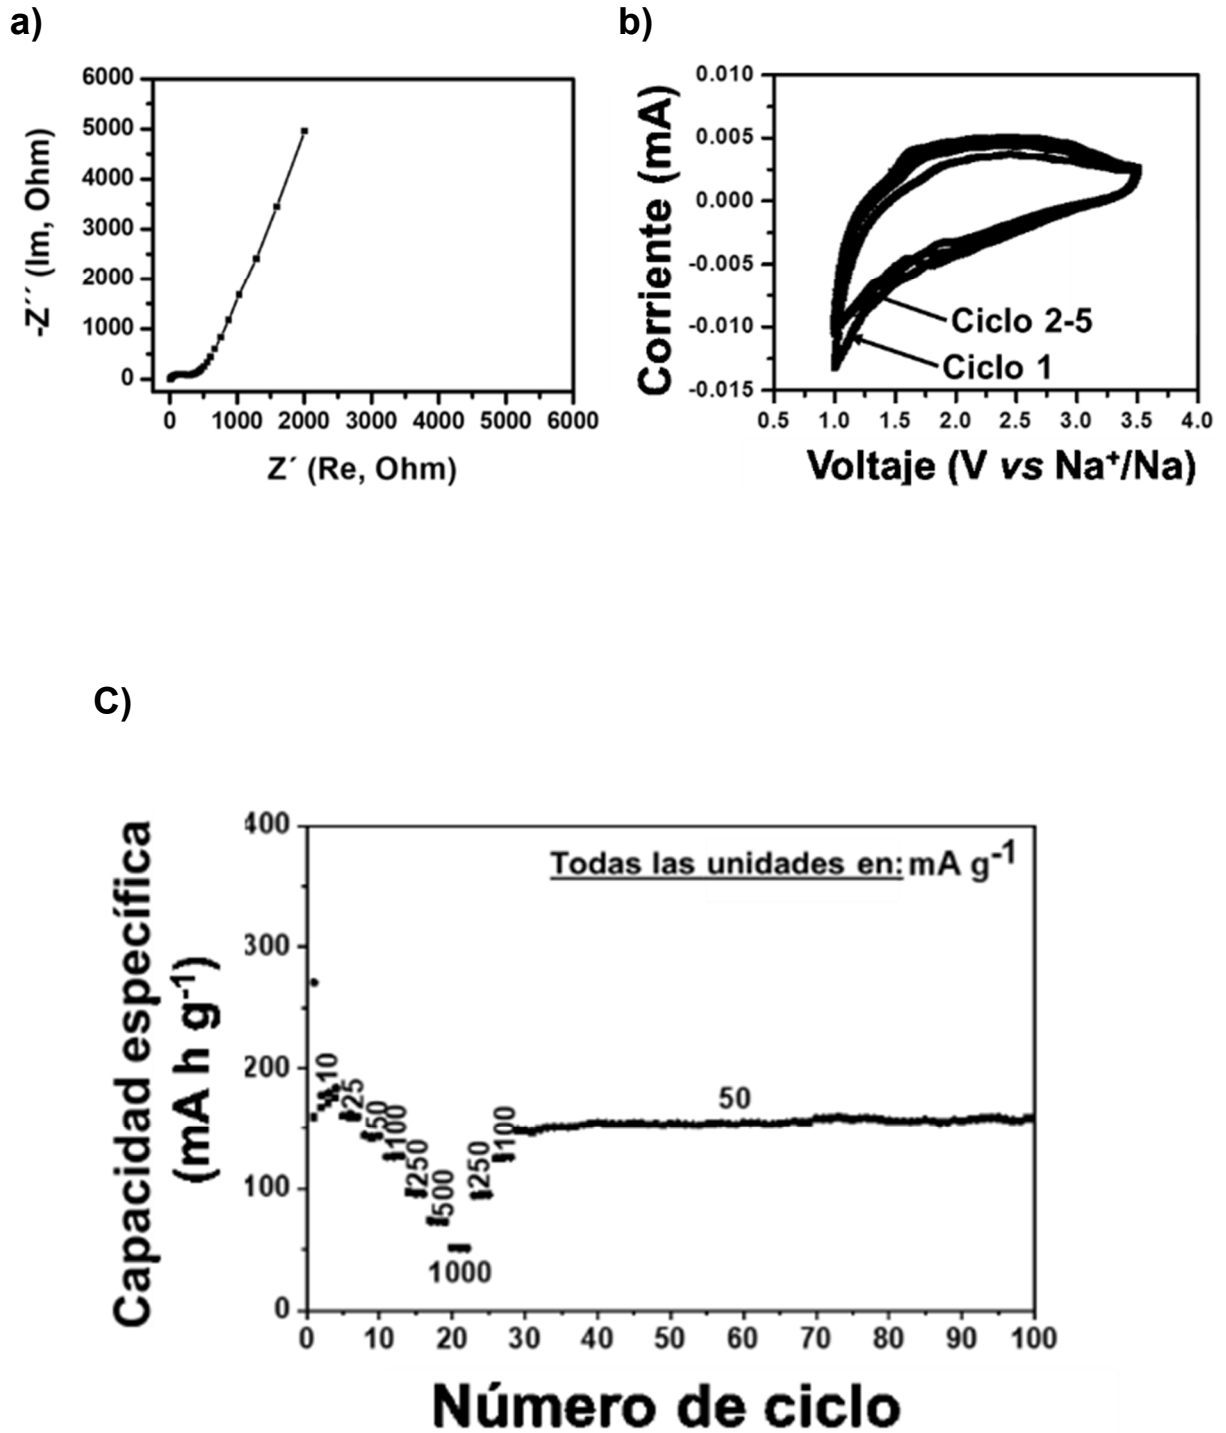 a)
6000
5000
4000
3000
2000
1000
0
-Z´´ (Im, Ohm)
0 1000 2000 3000 4000 5000 6000
Z´ (Re, Ohm)
b)
0.010
0.005
0.000
-0.005
-0.010
-0.015
Corriente (mA)
Ciclo 2-5
Ciclo 1
0.5 1.0 1.5 2.0 2.5 3.0 3.5 4.0
Voltaje (V vs Na⁺/Na)
C)
400
300
200
100
0
Capacidad específica
(mA h g⁻¹)
Todas las unidades en: mA g⁻¹
10
25
50
100
250
500
1000
250
100
50
0 10 20 30 40 50 60 70 80 90 100
Número de ciclo